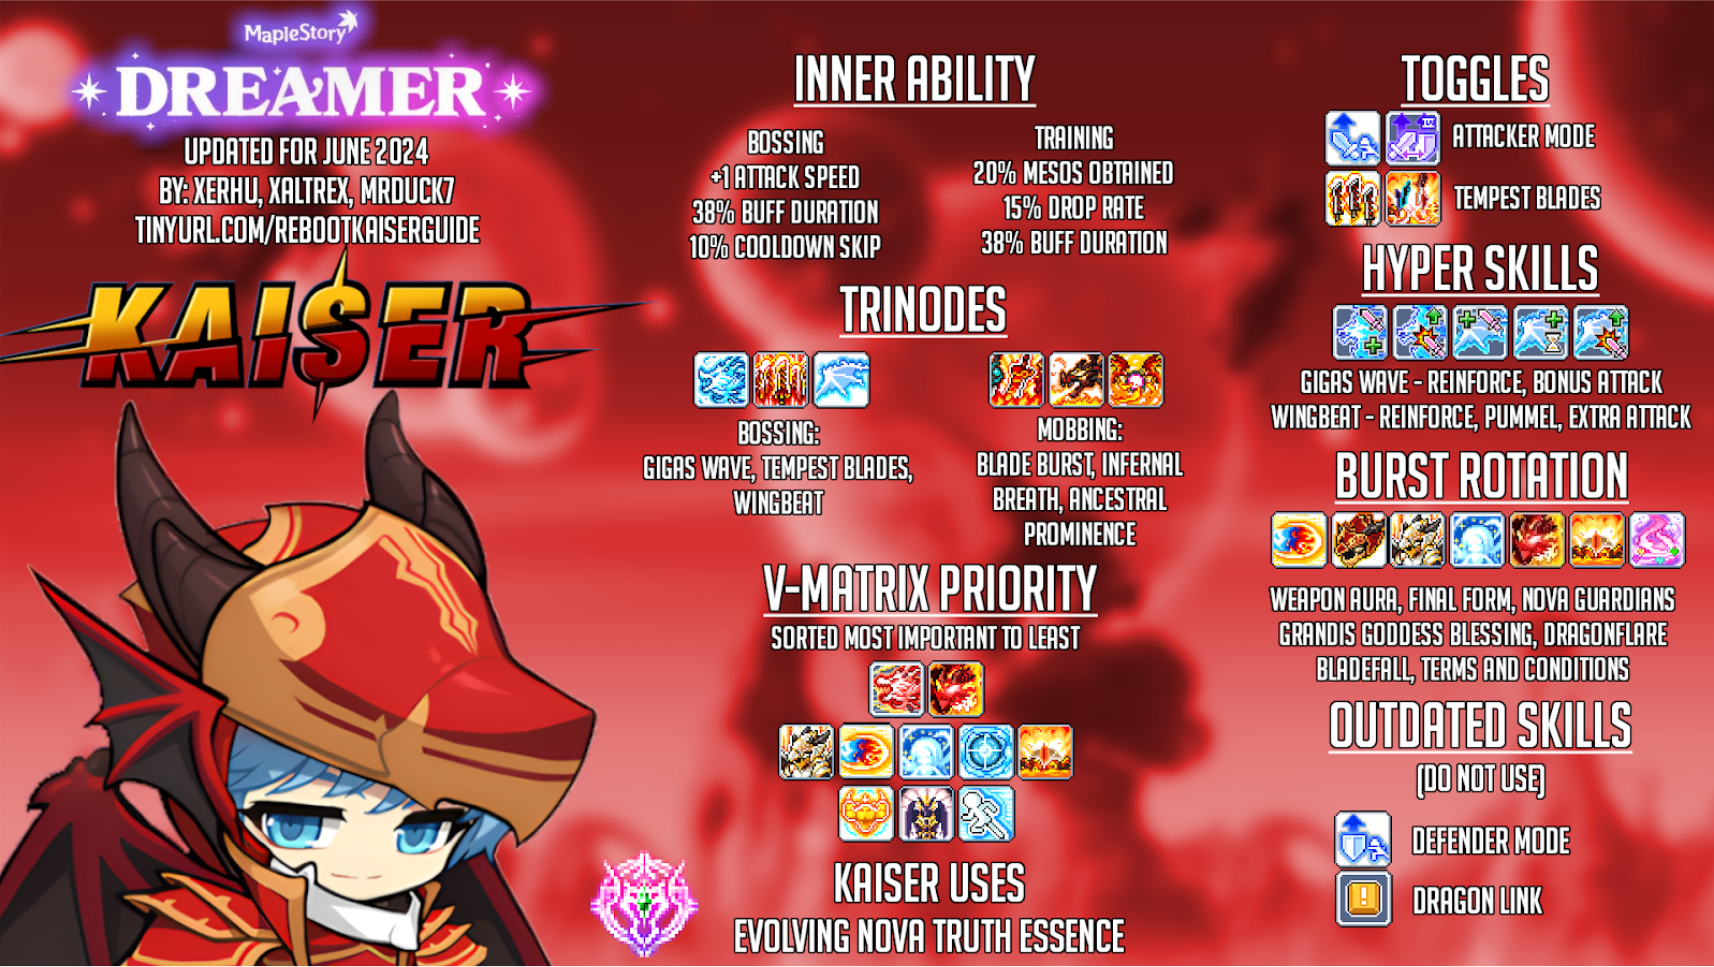 MapleStory
DREAMER
UPDATED FOR JUNE 2024
BY: XERHU, XALTREX, MRDUCK7
TINYURL.COM/REBOOTKAISERGUIDE
KAISER
INNER ABILITY
BOSSING
+1 ATTACK SPEED
38% BUFF DURATION
10% COOLDOWN SKIP
TRAINING
20% MESOS OBTAINED
15% DROP RATE
38% BUFF DURATION
TRINODES
BOSSING:
GIGAS WAVE, TEMPEST BLADES,
WINGBEAT
MOBBING:
BLADE BURST, INFERNAL
BREATH, ANCESTRAL
PROMINENCE
V-MATRIX PRIORITY
SORTED MOST IMPORTANT TO LEAST
KAISER USES
EVOLVING NOVA TRUTH ESSENCE
TOGGLES
IV
ATTACKER MODE
TEMPEST BLADES
HYPER SKILLS
GIGAS WAVE - REINFORCE, BONUS ATTACK
WINGBEAT - REINFORCE, PUMMEL, EXTRA ATTACK
BURST ROTATION
WEAPON AURA, FINAL FORM, NOVA GUARDIANS
GRANDIS GODDESS BLESSING, DRAGONFLARE
BLADEFALL, TERMS AND CONDITIONS
OUTDATED SKILLS
(DO NOT USE)
DEFENDER MODE
DRAGON LINK